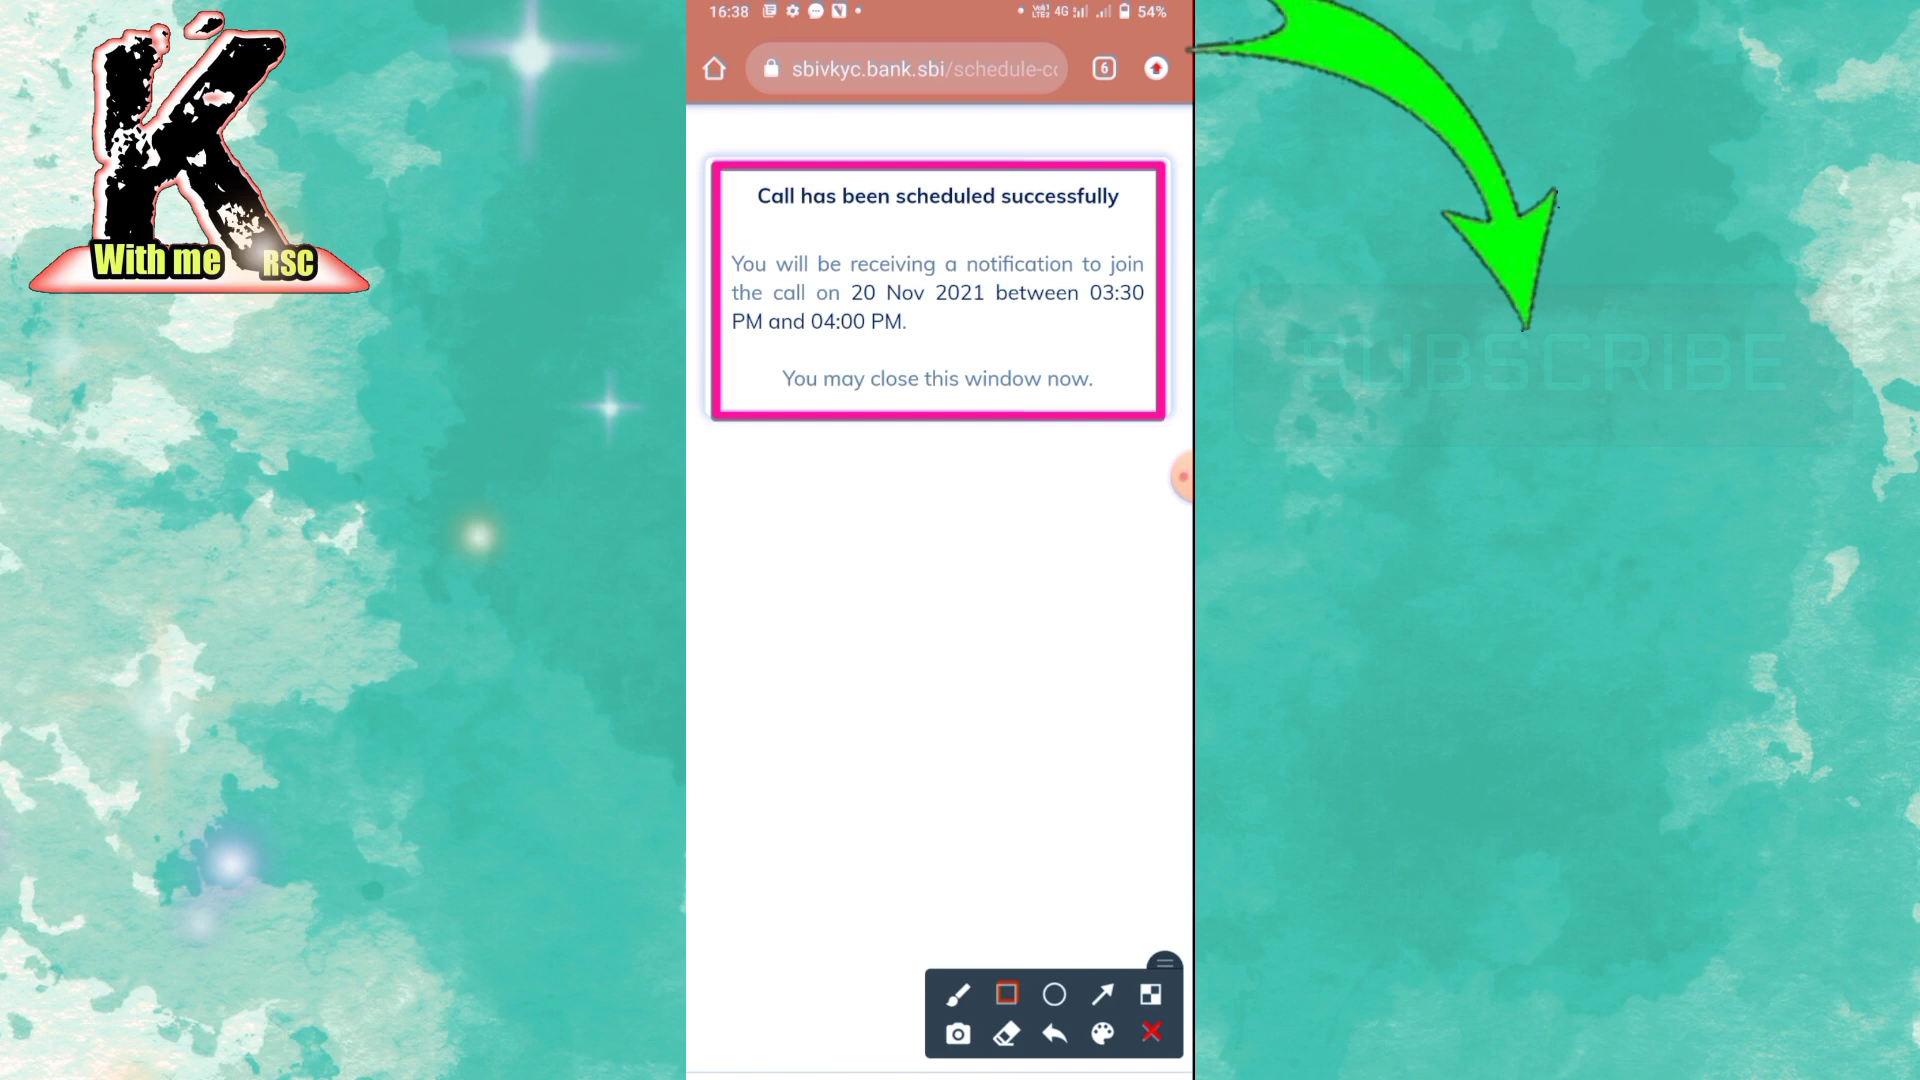 K
With me RSC
16:38
4G 54%
sbivkyc.bank.sbi/schedule-c
6
Call has been scheduled successfully
You will be receiving a notification to join
the call on 20 Nov 2021 between 03:30
PM and 04:00 PM.
You may close this window now.
SUBSCRIBE